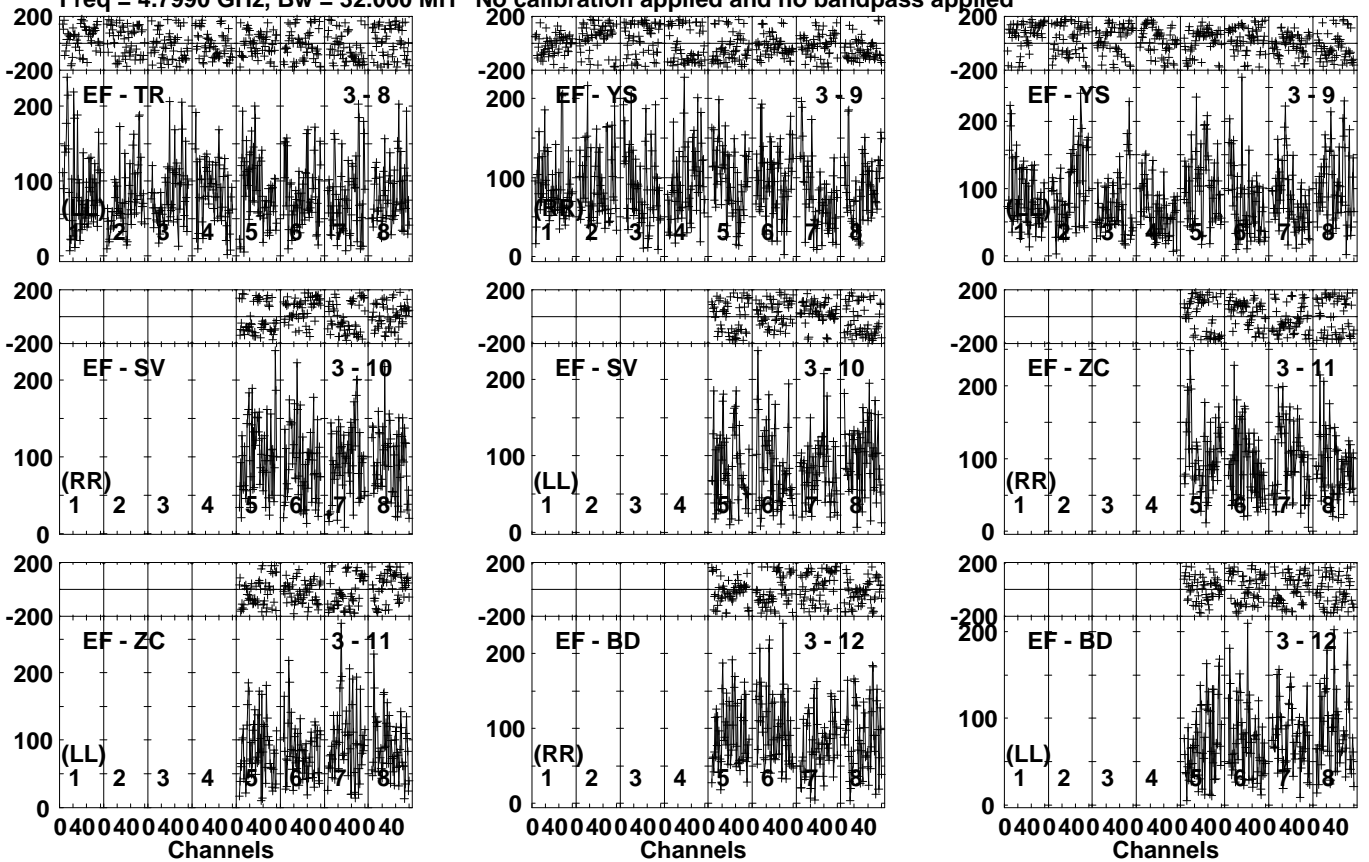 Freq = 4.7990 GHz, Bw = 32.000 MH No calibration applied and no bandpass applied
200 200 200
-200 -200 -200
EF - TR 3 - 8 EF - YS 3 - 9 EF - YS 3 - 9
200 200 200
100 100 100
(LL) (RR) (LL)
1 2 3 4 5 6 7 8 1 2 3 4 5 6 7 8 1 2 3 4 5 6 7 8
0 0 0
200 200 200
-200 -200 -200
EF - SV 3 - 10 EF - SV 3 - 10 EF - ZC 3 - 11
200 200 200
100 100 100
(RR) (LL) (RR)
1 2 3 4 5 6 7 8 1 2 3 4 5 6 7 8 1 2 3 4 5 6 7 8
0 0 0
200 200 200
-200 -200 -200
EF - ZC 3 - 11 EF - BD 3 - 12 EF - BD 3 - 12
200 200 200
100 100 100
(LL) (RR) (LL)
1 2 3 4 5 6 7 8 1 2 3 4 5 6 7 8 1 2 3 4 5 6 7 8
0 0 0
0 40 0 40 0 40 0 40 0 40 0 40 0 40 0 40 0 40 0 40 0 40 0 40 0 40 0 40 0 40 0 40 0 40 0 40 0 40 0 40 0 40 0 40 0 40 0 40
Channels Channels Channels